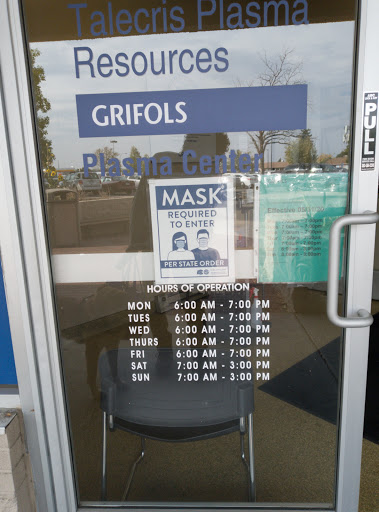 Talecris Plasma
Resources
GRIFOLS
Plasma Center
PULL
MASK
REQUIRED
TO ENTER
PER STATE ORDER
HOURS OF OPERATION
MON 6:00 AM - 7:00 PM
TUES 6:00 AM - 7:00 PM
WED 6:00 AM - 7:00 PM
THURS 6:00 AM - 7:00 PM
FRI 6:00 AM - 7:00 PM
SAT 7:00 AM - 3:00 PM
SUN 7:00 AM - 3:00 PM